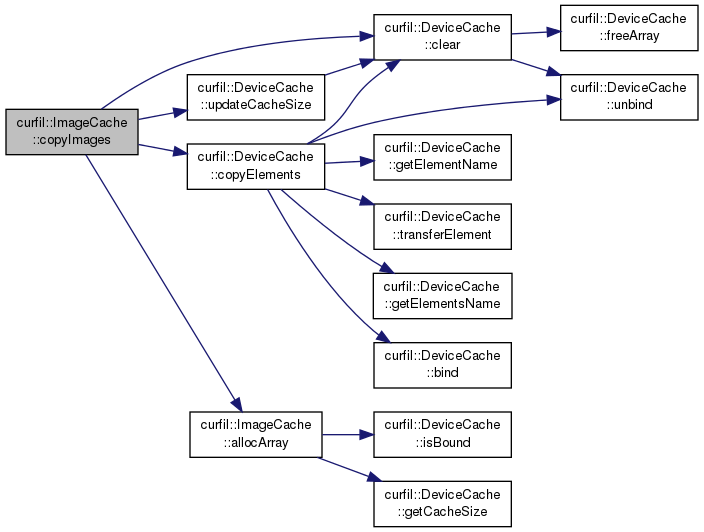 curfil::ImageCache
::copyImages
curfil::DeviceCache
::updateCacheSize
curfil::DeviceCache
::copyElements
curfil::ImageCache
::allocArray
curfil::DeviceCache
::clear
curfil::DeviceCache
::getElementName
curfil::DeviceCache
::transferElement
curfil::DeviceCache
::getElementsName
curfil::DeviceCache
::bind
curfil::DeviceCache
::isBound
curfil::DeviceCache
::getCacheSize
curfil::DeviceCache
::freeArray
curfil::DeviceCache
::unbind